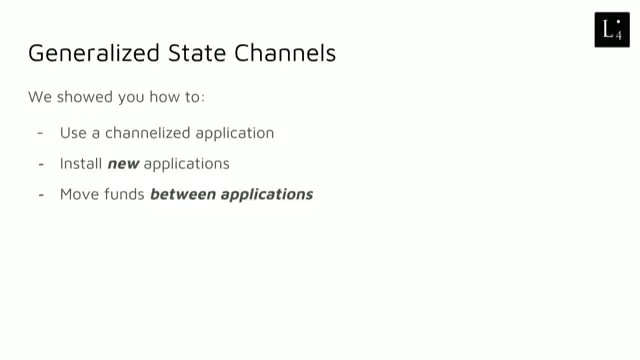 L4
Generalized State Channels
We showed you how to:
- Use a channelized application
- Install new applications
- Move funds between applications